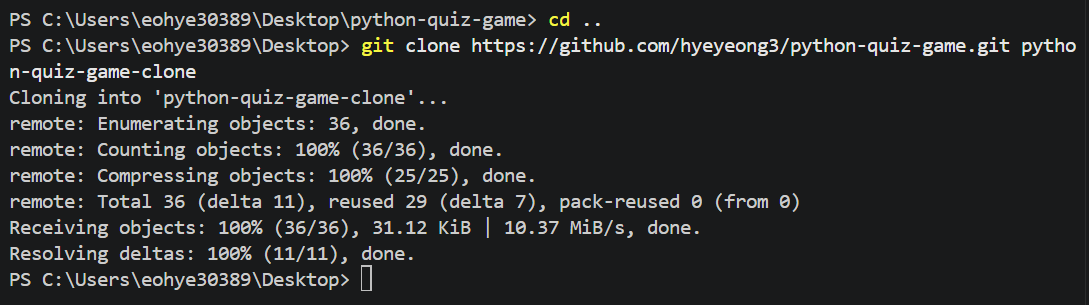 PS C:\Users\eohye30389\Desktop\python-quiz-game> cd ..
PS C:\Users\eohye30389\Desktop> git clone https://github.com/hyeyeong3/python-quiz-game.git pytho
n-quiz-game-clone
Cloning into 'python-quiz-game-clone'...
remote: Enumerating objects: 36, done.
remote: Counting objects: 100% (36/36), done.
remote: Compressing objects: 100% (25/25), done.
remote: Total 36 (delta 11), reused 29 (delta 7), pack-reused 0 (from 0)
Receiving objects: 100% (36/36), 31.12 KiB | 10.37 MiB/s, done.
Resolving deltas: 100% (11/11), done.
PS C:\Users\eohye30389\Desktop>